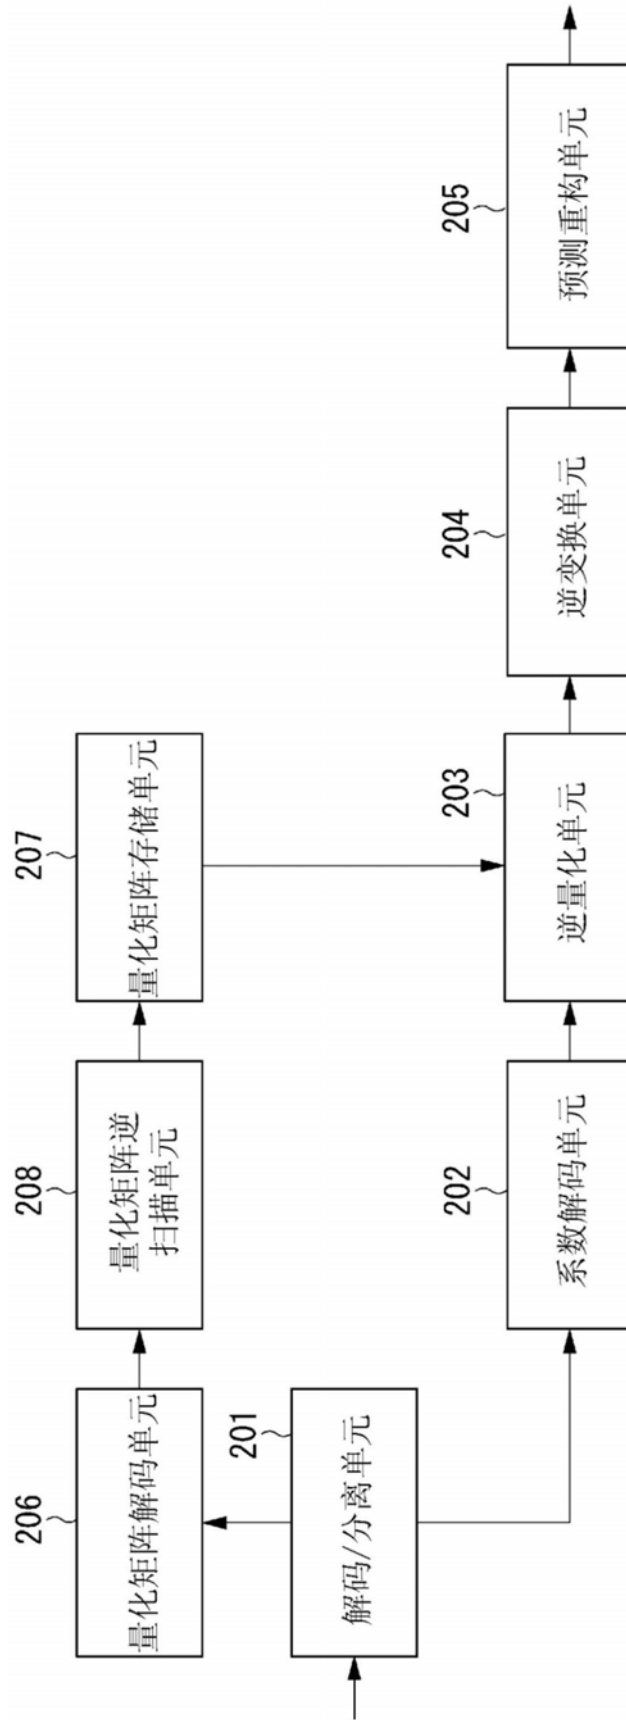 206
量化矩阵解码单元
208
量化矩阵逆
扫描单元
207
量化矩阵存储单元
201
解码/分离单元
202
系数解码单元
203
逆量化单元
204
逆变换单元
205
预测重构单元